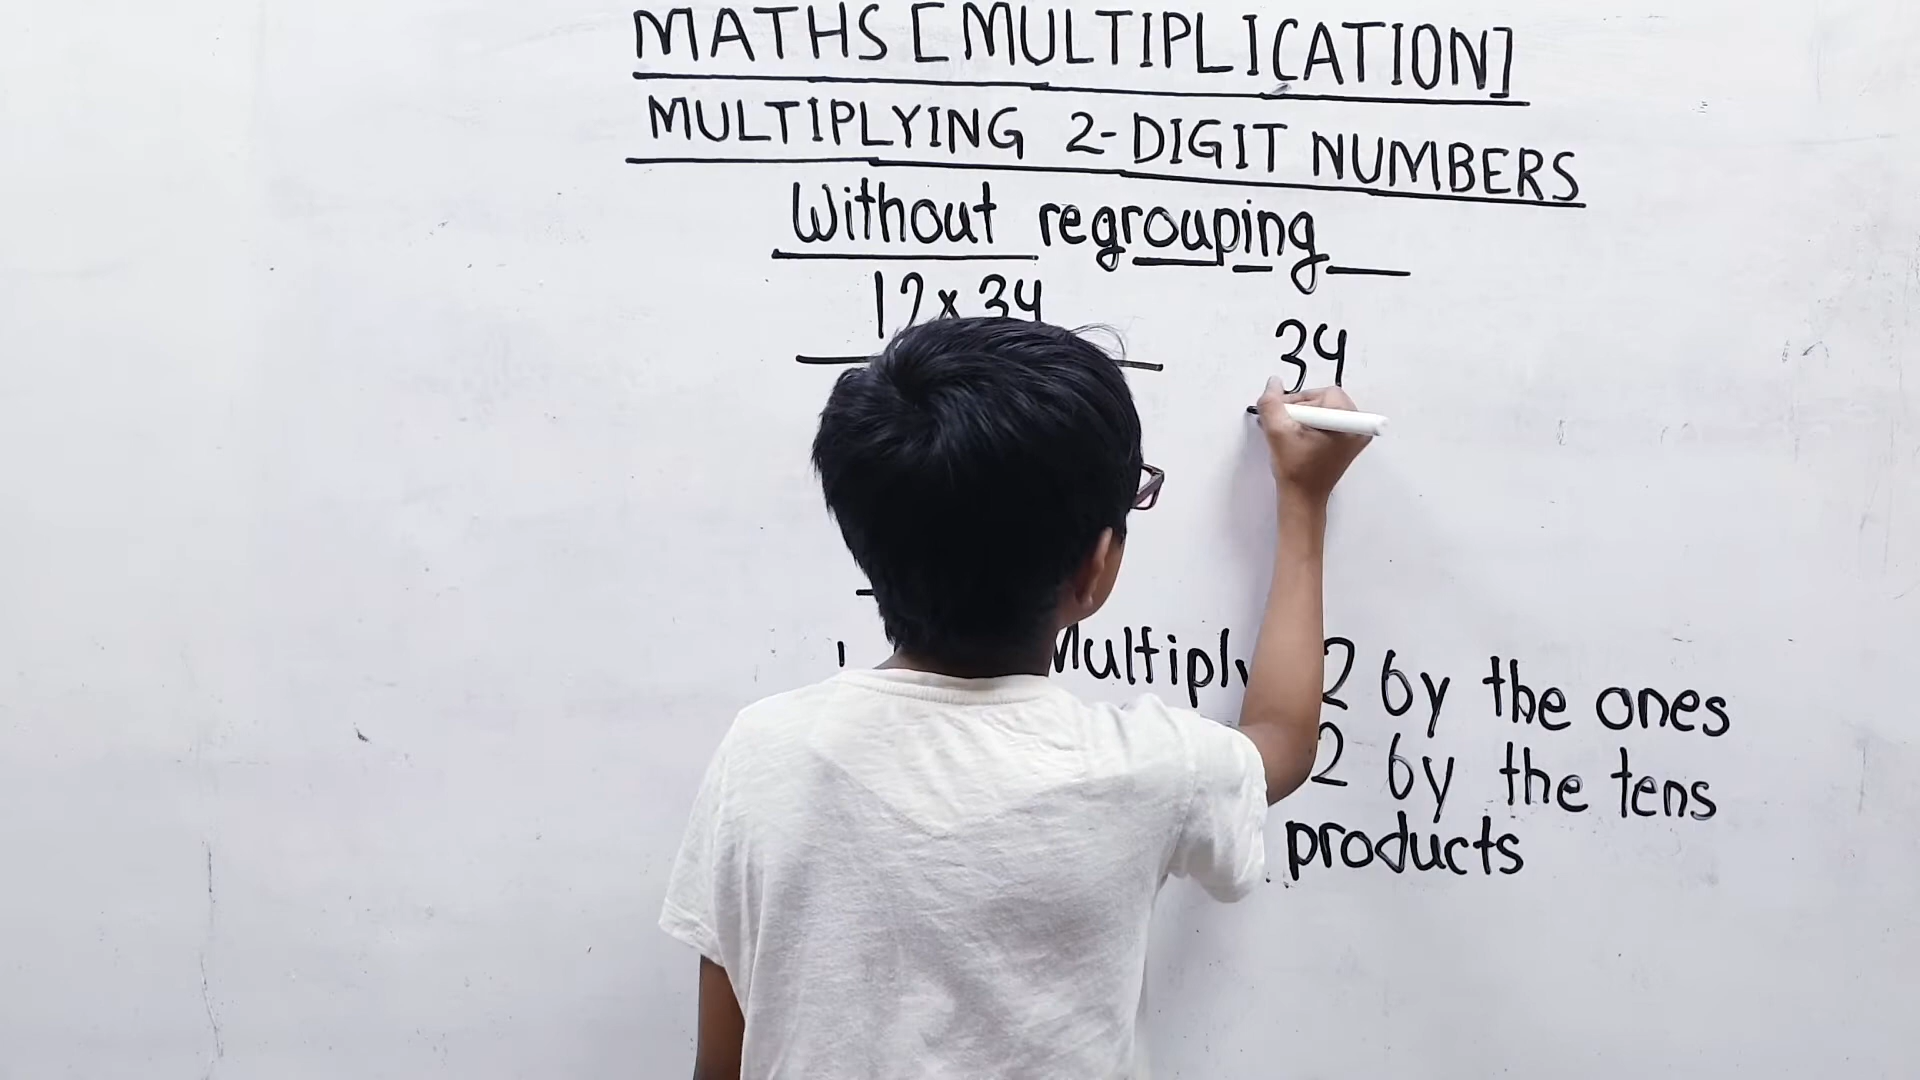 MATHS [MULTIPLICATION]
MULTIPLYING 2-DIGIT NUMBERS
Without regrouping
12 x 34
34
Multiply 2 by the ones
2 by the tens
products